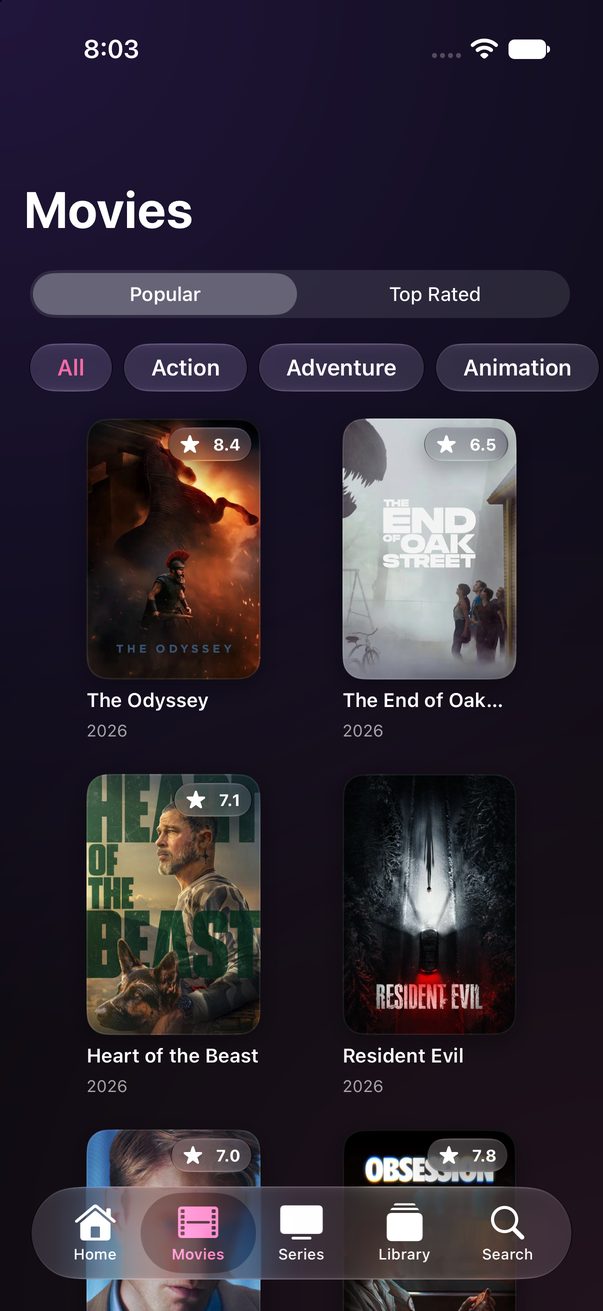 8:03
Movies
Popular
Top Rated
All
Action
Adventure
Animation
8.4
THE ODYSSEY
6.5
THE
END
OF OAK
STREET
The Odyssey
2026
The End of Oak...
2026
7.1
HEART
OF
THE
BEAST
RESIDENT EVIL
Heart of the Beast
2026
Resident Evil
2026
7.0
7.8
OBSESSION
Home
Movies
Series
Library
Search